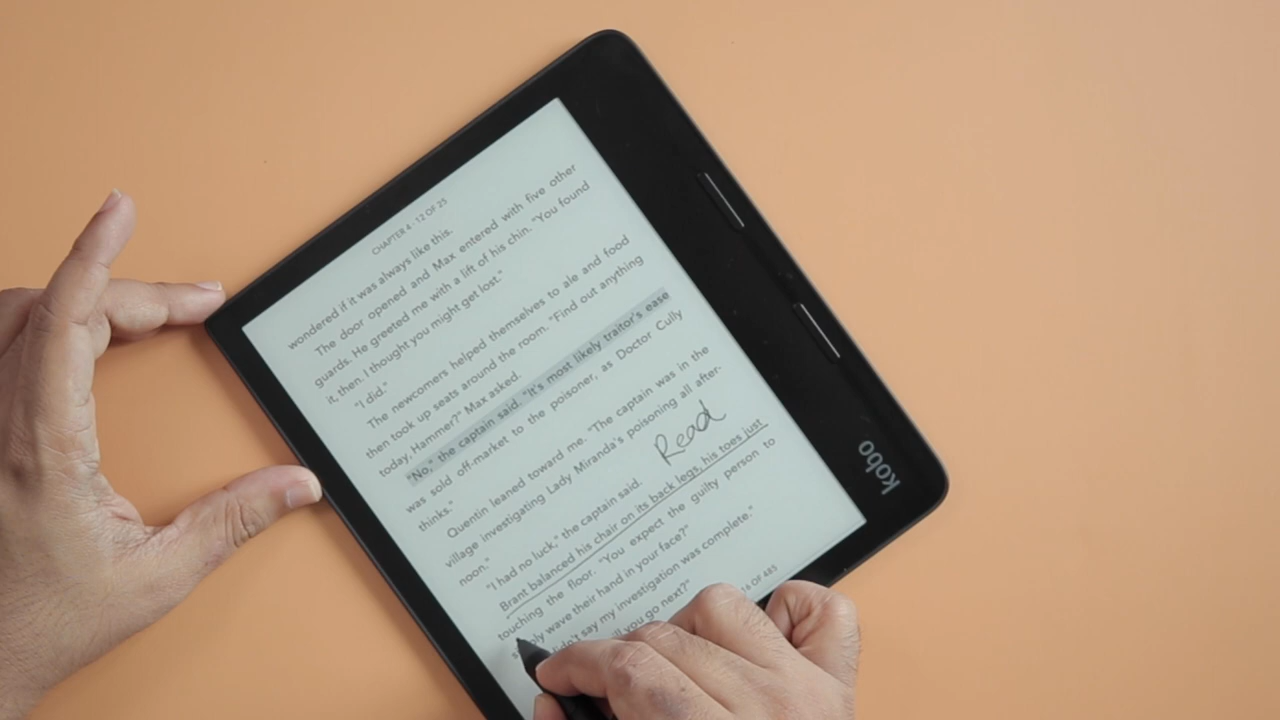 CHAPTER 4 · 12 OF 25
wondered if it was always like this.
The door opened and Max entered with five other
guards. He greeted me with a lift of his chin. "You found
it, then. I thought you might get lost."
"I did."
The newcomers helped themselves to ale and food
then took up seats around the room. "Find out anything
today, Hammer?" Max asked.
"No," the captain said. "It's most likely traitor's ease
was sold off-market to the poisoner, as Doctor Cully
thinks."
Quentin leaned toward me. "The captain was in the
village investigating Lady Miranda's poisoning all after-
noon."
Read
"I had no luck," the captain said.
Brant balanced his chair on its back legs, his toes just
touching the floor. "You expect the guilty person to
wave their hand in your face?"
say my investigation was complete."
you go next?"
OF 483
kobo